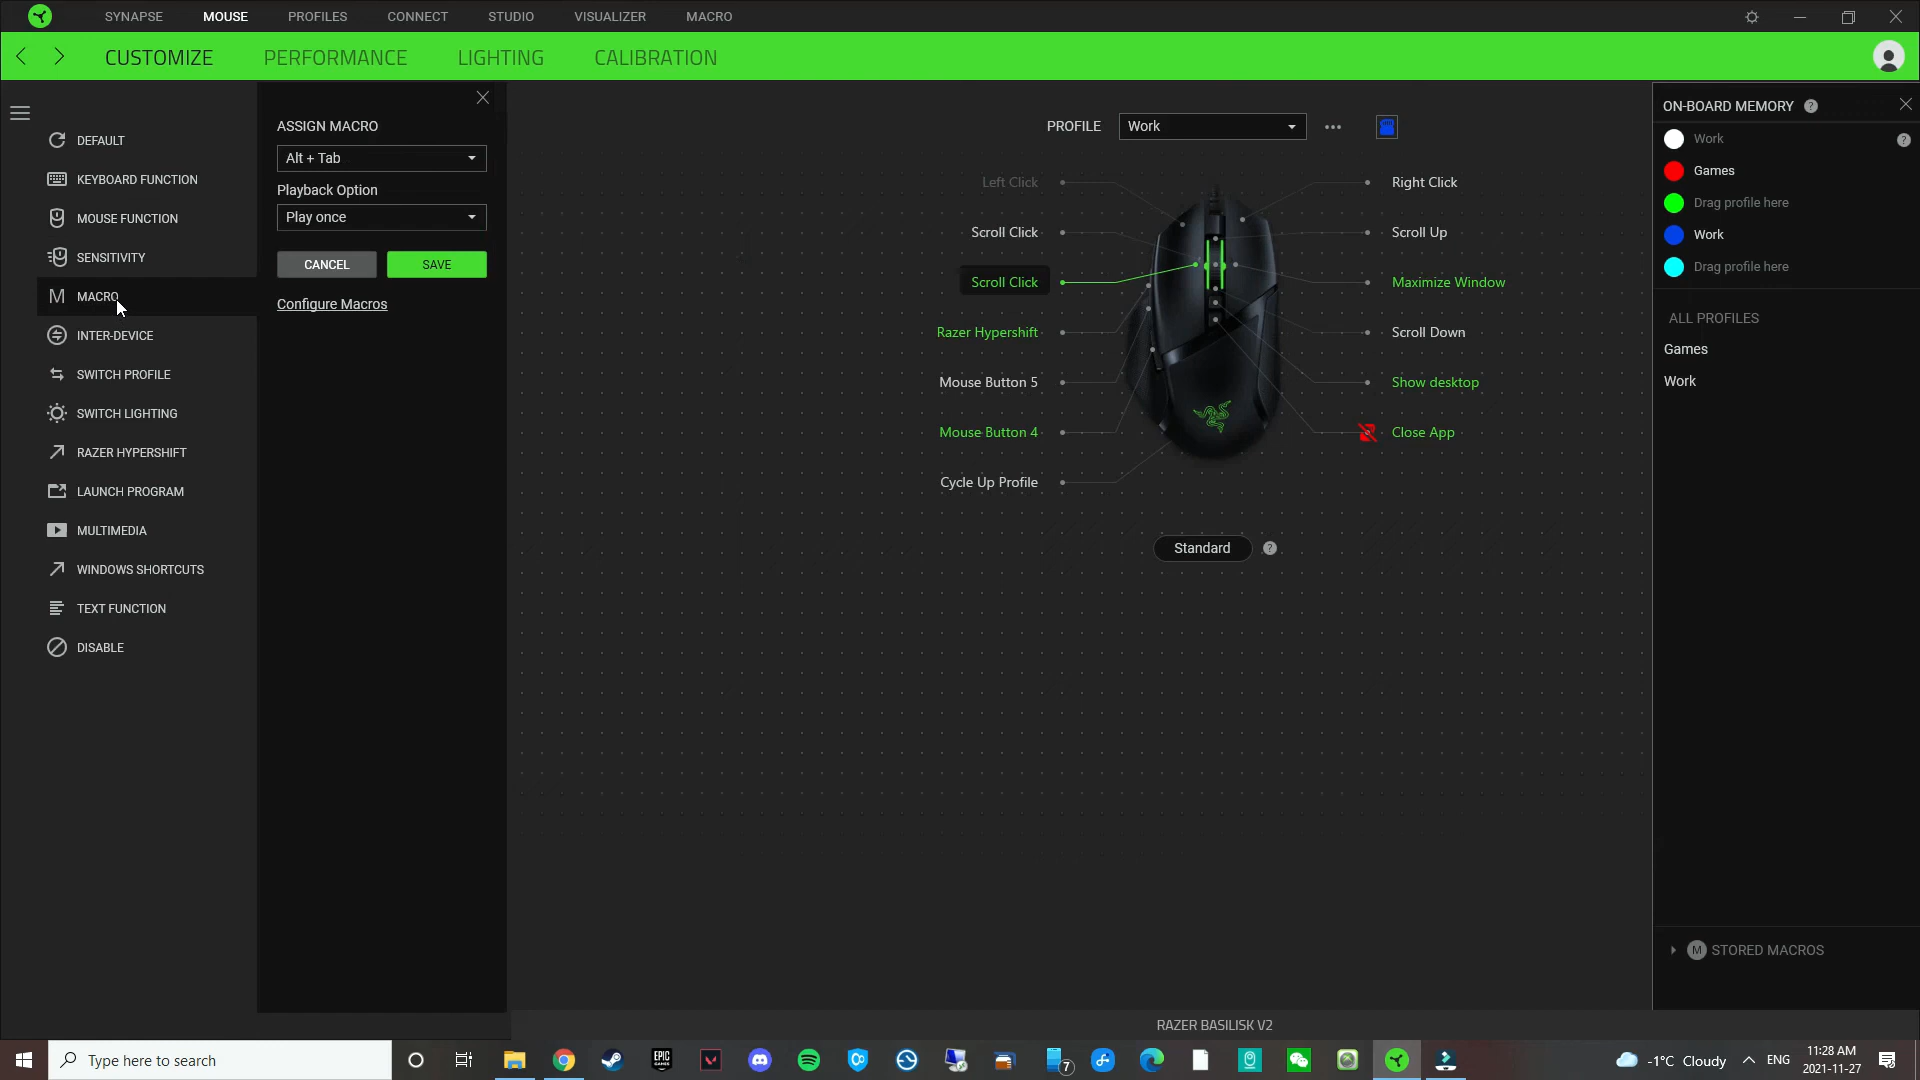 SYNAPSE MOUSE PROFILES CONNECT STUDIO VISUALIZER MACRO
CUSTOMIZE PERFORMANCE LIGHTING CALIBRATION
DEFAULT
KEYBOARD FUNCTION
MOUSE FUNCTION
SENSITIVITY
M MACRO
INTER-DEVICE
SWITCH PROFILE
SWITCH LIGHTING
RAZER HYPERSHIFT
LAUNCH PROGRAM
MULTIMEDIA
WINDOWS SHORTCUTS
TEXT FUNCTION
DISABLE
ASSIGN MACRO
Alt + Tab
Playback Option
Play once
CANCEL SAVE
Configure Macros
PROFILE Work
Left Click
Scroll Click
Scroll Click
Razer Hypershift
Mouse Button 5
Mouse Button 4
Cycle Up Profile
Right Click
Scroll Up
Maximize Window
Scroll Down
Show desktop
Close App
Standard ?
ON-BOARD MEMORY ?
Work ?
Games
Drag profile here
Work
Drag profile here
ALL PROFILES
Games
Work
M STORED MACROS
RAZER BASILISK V2
Type here to search
EPIC GAMES
7
-1°C Cloudy
ENG
11:28 AM
2021-11-27